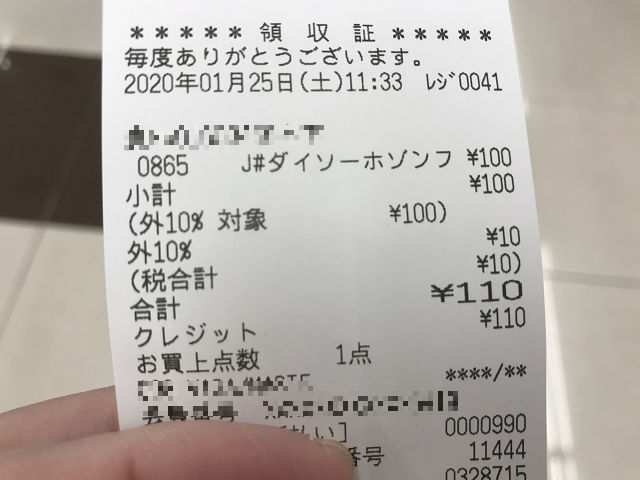 ***** 領 収 証 *****
毎度ありがとうございます。
2020年01月25日(土)11:33 ﾚｼﾞ0041
0865 J#ダイソーホゾンフ ¥100
小計 ¥100
(外10% 対象 ¥100)
外10% ¥10
(税合計 ¥10)
合計 ¥110
クレジット ¥110
お買上点数 1点
****/**
払い] 0000990
番号 11444
0328715